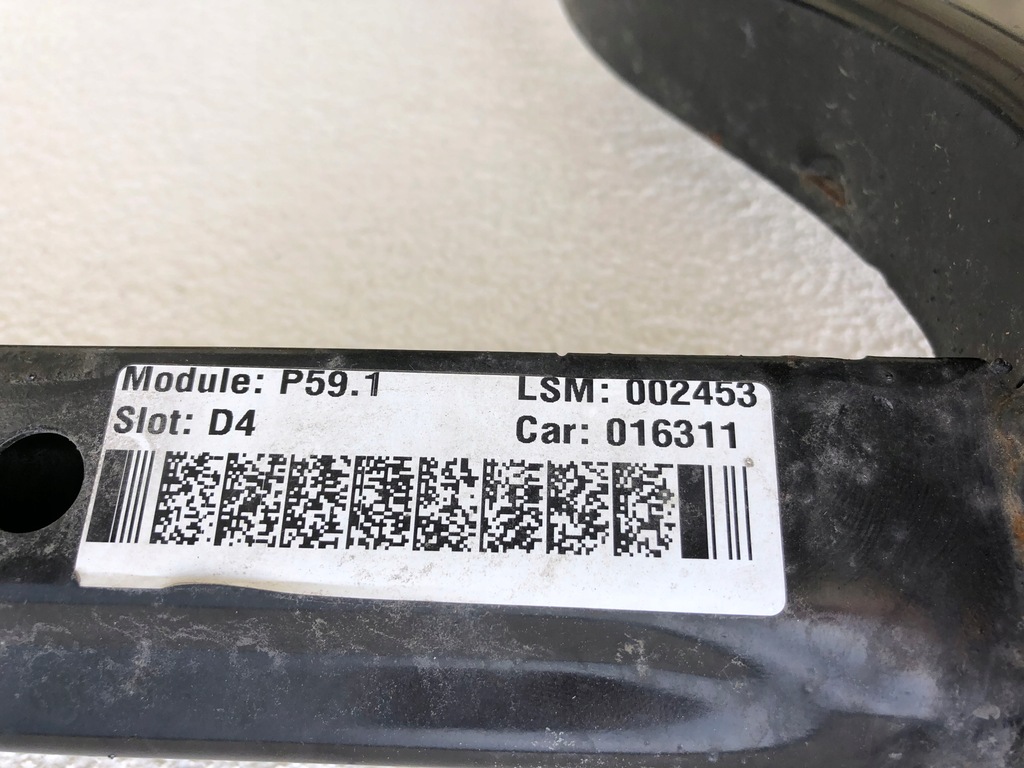 Module: P59.1 LSM: 002453
Slot: D4 Car: 016311